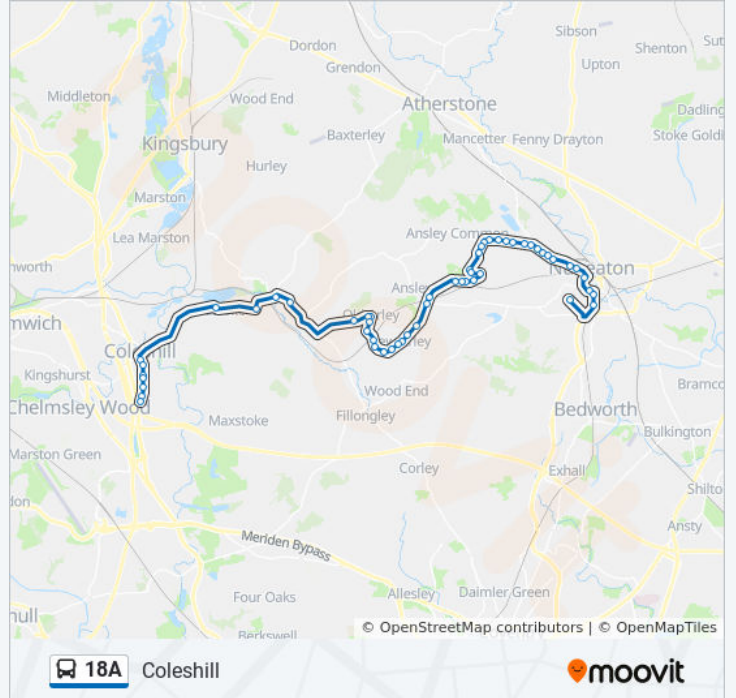 Sibson
Dordon
Shenton
Sut
Grendon
Upton
Middleton
Wood End
Atherstone
Dadling
Kingsbury
Baxterley
Mancetter
Fenny Drayton
Stoke Goldi
Hurley
Marston
Lea Marston
Ansley Common
nworth
Ansley
mwich
Coleshill
Kingshurst
Wood End
Bramco
Chelmsley Wood
Maxstoke
Fillongley
Bedworth
Bulkington
Marston Green
Corley
Exhall
Shilto
don
Ansty
Meriden Bypass
Four Oaks
Allesley
Daimler Green
hull
Berkswell
© OpenStreetMap contributors | © OpenMapTiles
18A
Coleshill
moovit